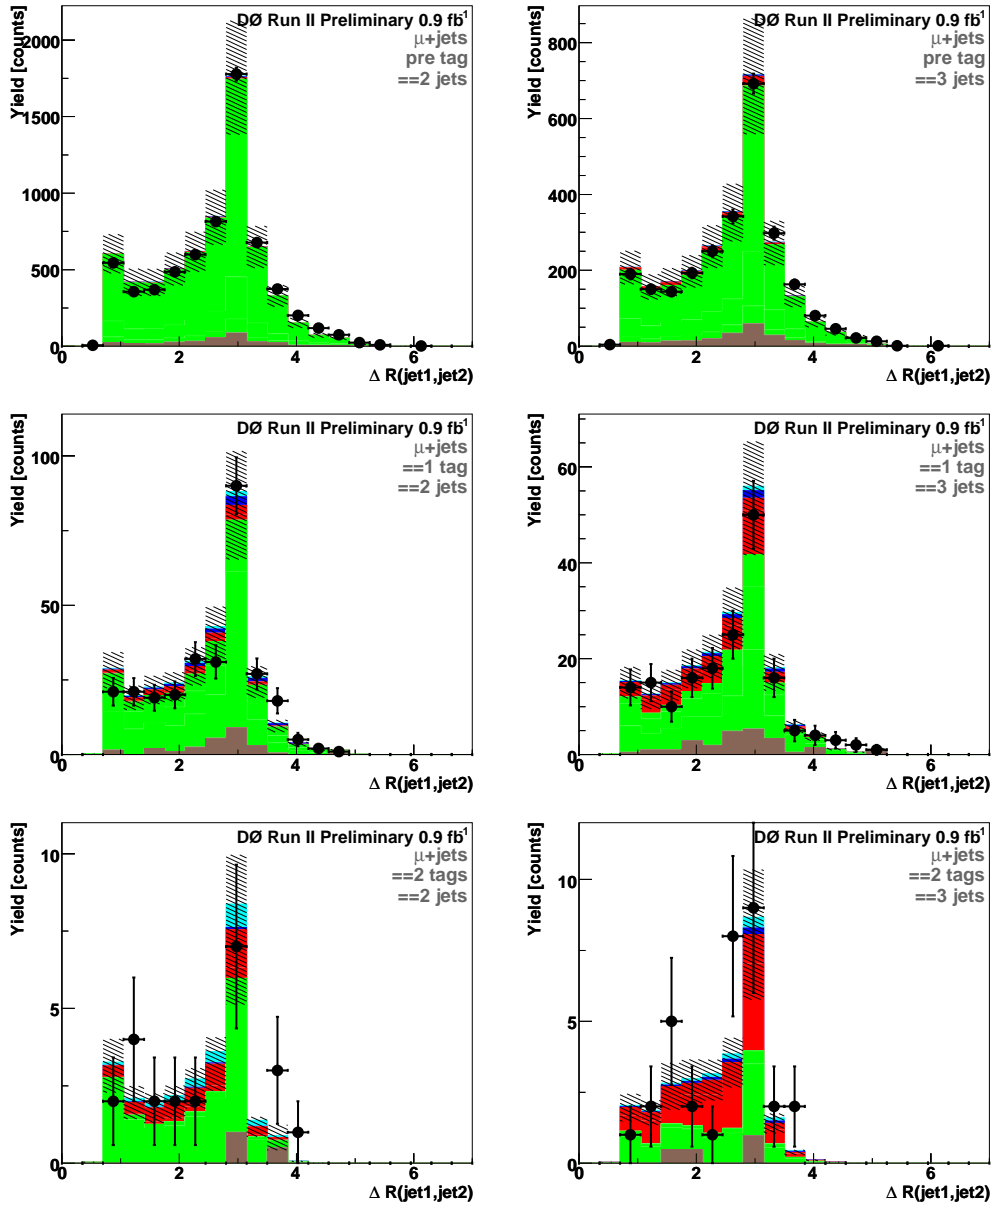 DØ Run II Preliminary 0.9 fb-1
μ+jets
pre tag
==2 jets
Yield [counts]
2000
1500
1000
500
0
0 2 4 6
Δ R(jet1,jet2)
DØ Run II Preliminary 0.9 fb-1
μ+jets
pre tag
==3 jets
Yield [counts]
800
600
400
200
0
0 2 4 6
Δ R(jet1,jet2)
DØ Run II Preliminary 0.9 fb-1
μ+jets
==1 tag
==2 jets
Yield [counts]
100
50
0
0 2 4 6
Δ R(jet1,jet2)
DØ Run II Preliminary 0.9 fb-1
μ+jets
==1 tag
==3 jets
Yield [counts]
60
40
20
0
0 2 4 6
Δ R(jet1,jet2)
DØ Run II Preliminary 0.9 fb-1
μ+jets
==2 tags
==2 jets
Yield [counts]
10
5
0
0 2 4 6
Δ R(jet1,jet2)
DØ Run II Preliminary 0.9 fb-1
μ+jets
==2 tags
==3 jets
Yield [counts]
10
5
0
0 2 4 6
Δ R(jet1,jet2)